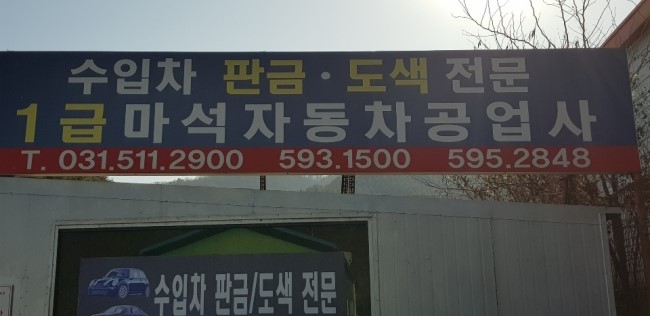 수입차 판금·도색 전문
1급마석자동차공업사
T. 031.511.2900 593.1500 595.2848
수입차 판금/도색 전문